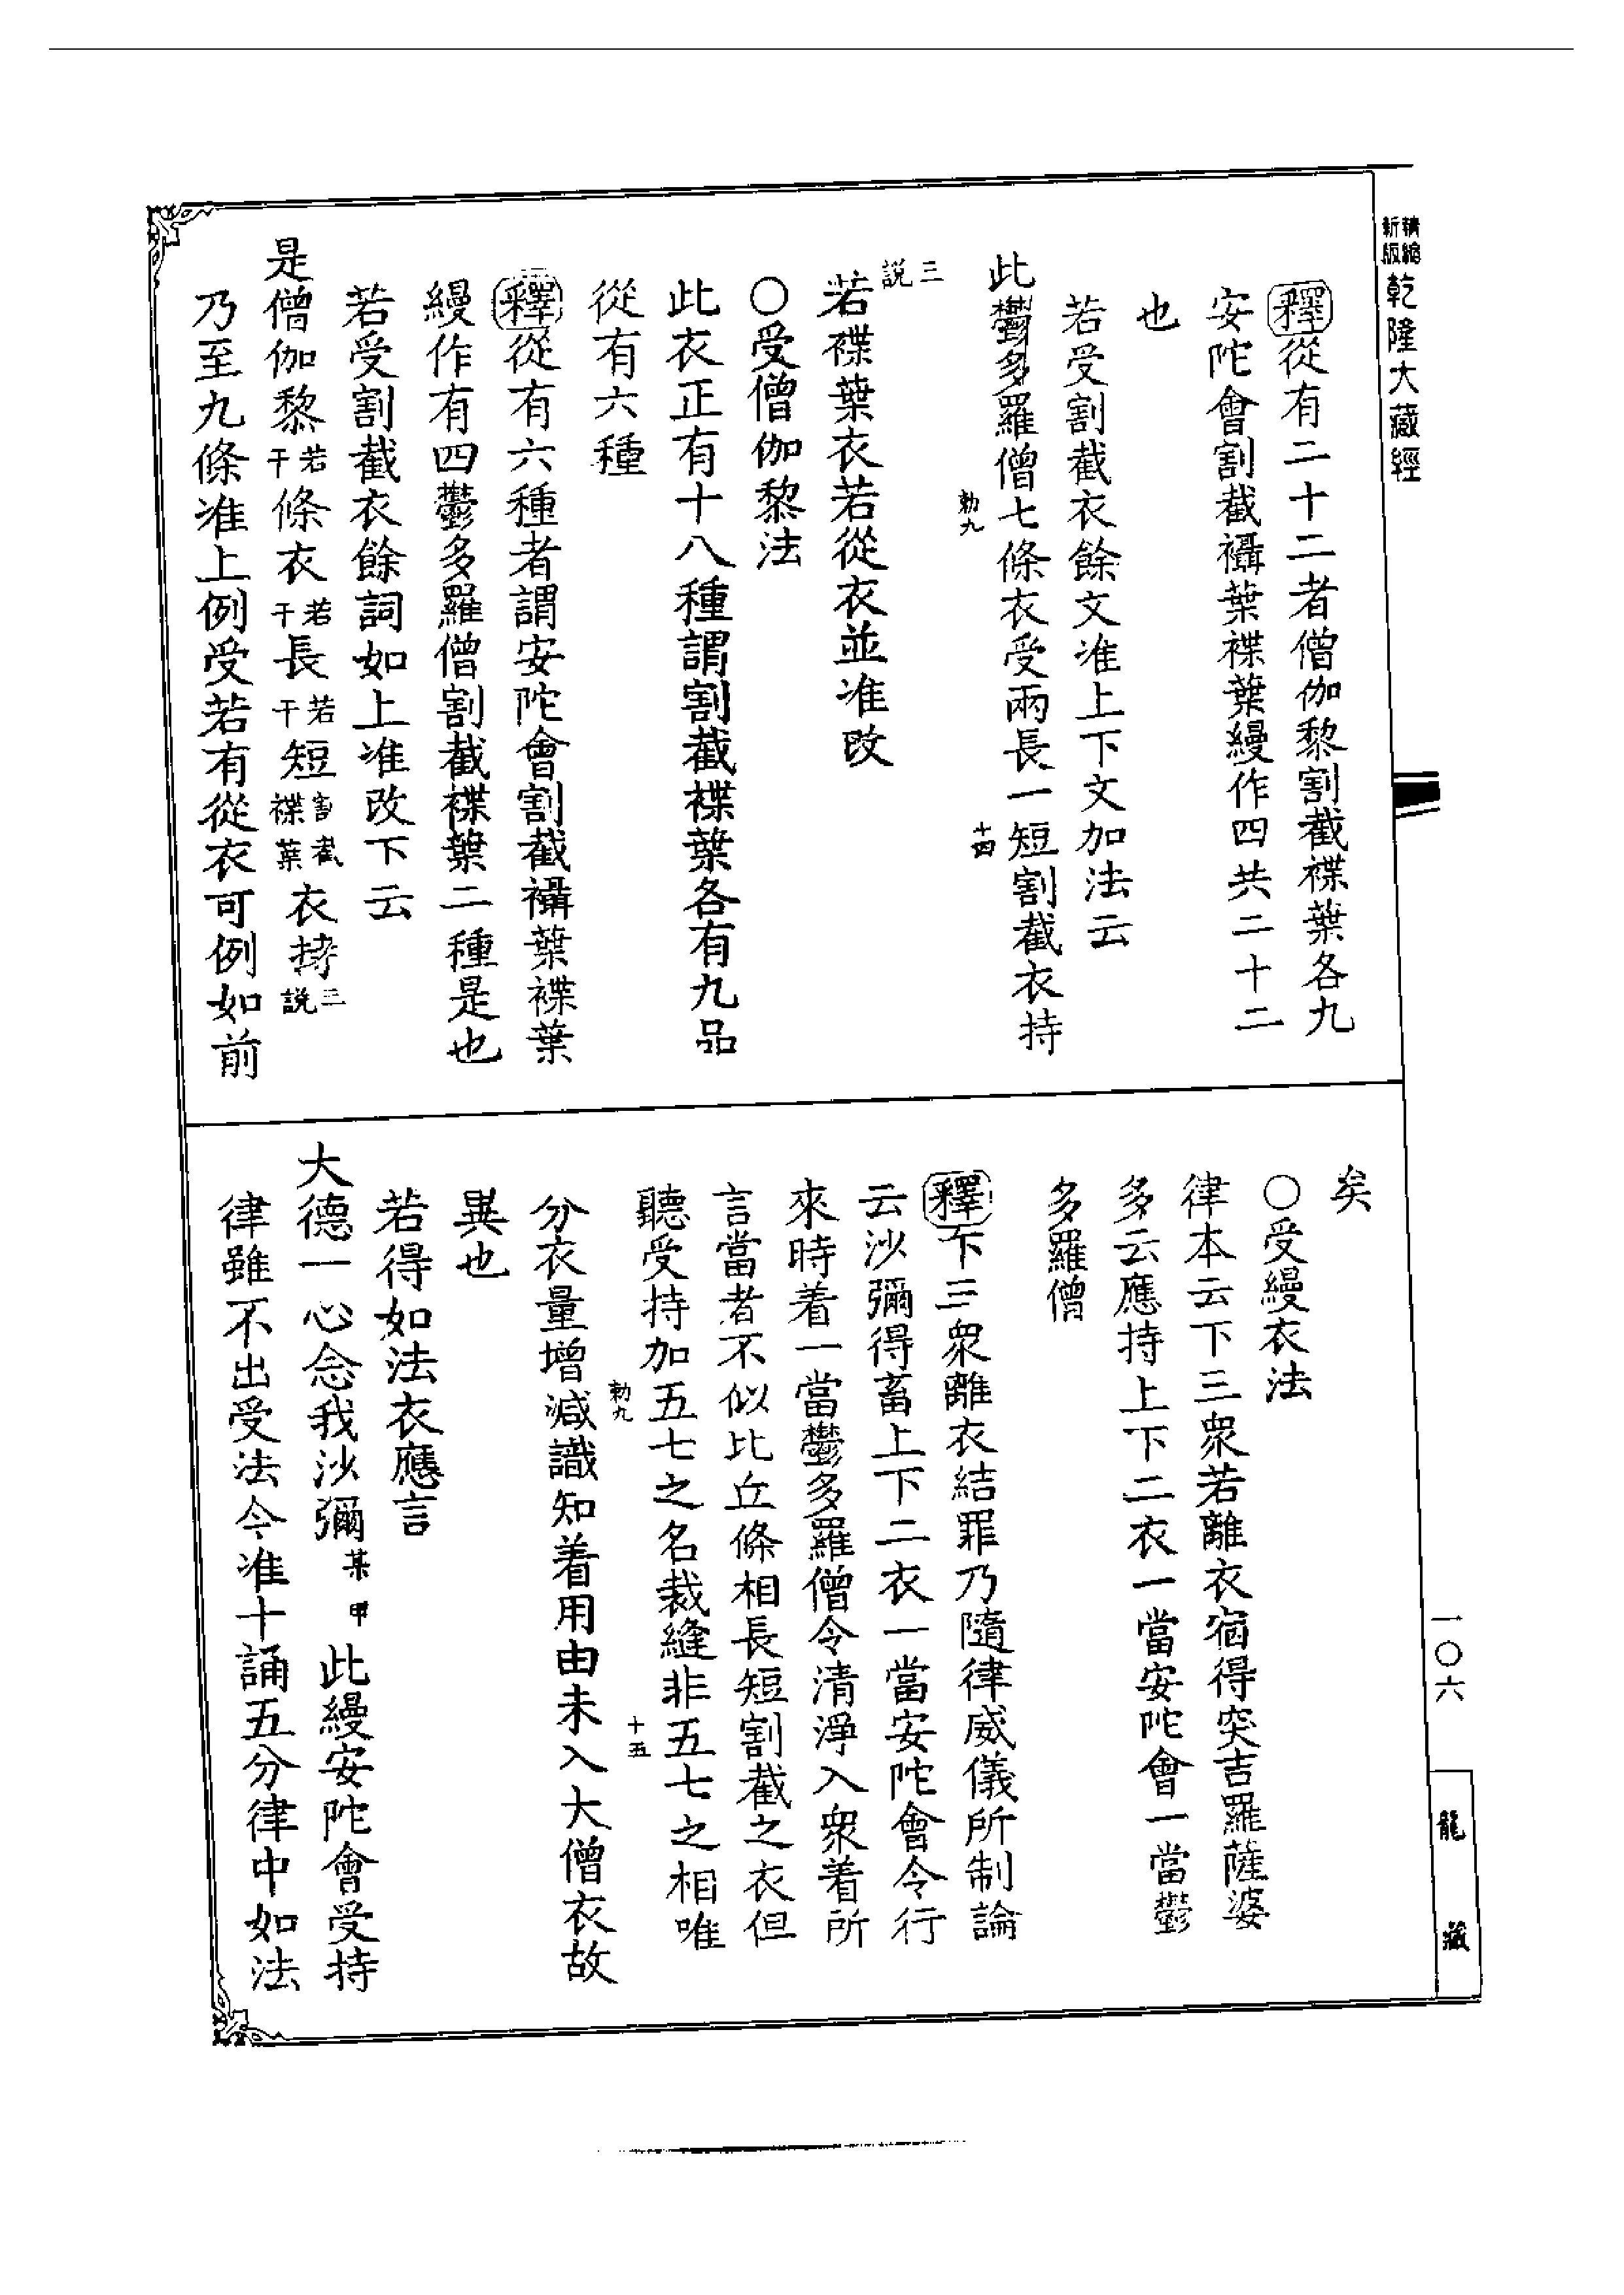 精縮新版乾隆大藏經
釋從有二十二者僧伽黎割截褋葉各九
安陀會割截襵葉褋葉縵作四共二十二
也
若受割截衣餘文准上下文加法云
此鬱多羅僧七條衣受兩長一短割截衣持
三說
勅九
十四
若褋葉衣若從衣並准改
○受僧伽黎法
此衣正有十八種謂割截褋葉各有九品
從有六種
釋從有六種者謂安陀會割截襵葉褋葉
縵作有四鬱多羅僧割截褋葉二種是也
若受割截衣餘詞如上准改下云
是僧伽黎若干條衣若干長若干短割截褋葉衣持三說
乃至九條准上例受若有從衣可例如前
矣
○受縵衣法
律本云下三眾若離衣宿得突吉羅薩婆
多云應持上下二衣一當安陀會一當鬱
多羅僧
釋下三眾離衣結罪乃隨律威儀所制論
云沙彌得畜上下二衣一當安陀會令行
來時着一當鬱多羅僧令清淨入眾着所
言當者不似比丘條相長短割截之衣但
聽受持加五七之名裁縫非五七之相唯
勅九
十五
分衣量增減識知着用由未入大僧衣故
異也
若得如法衣應言
大德一心念我沙彌某甲此縵安陀會受持
律雖不出受法今准十誦五分律中如法
一〇六
龍藏